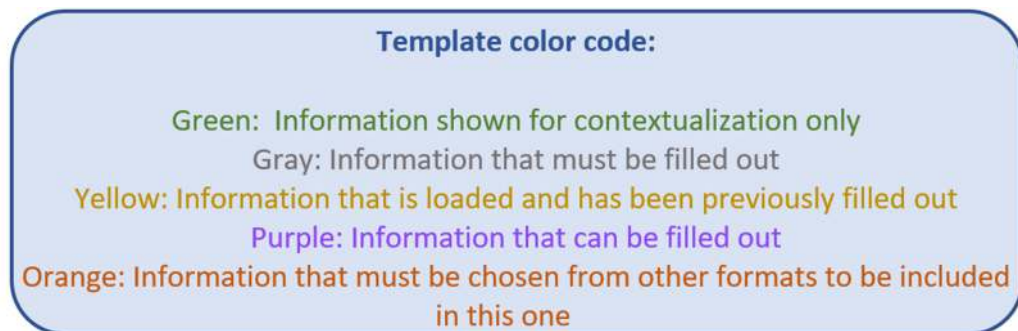 Template color code:
Green: Information shown for contextualization only
Gray: Information that must be filled out
Yellow: Information that is loaded and has been previously filled out
Purple: Information that can be filled out
Orange: Information that must be chosen from other formats to be included
in this one